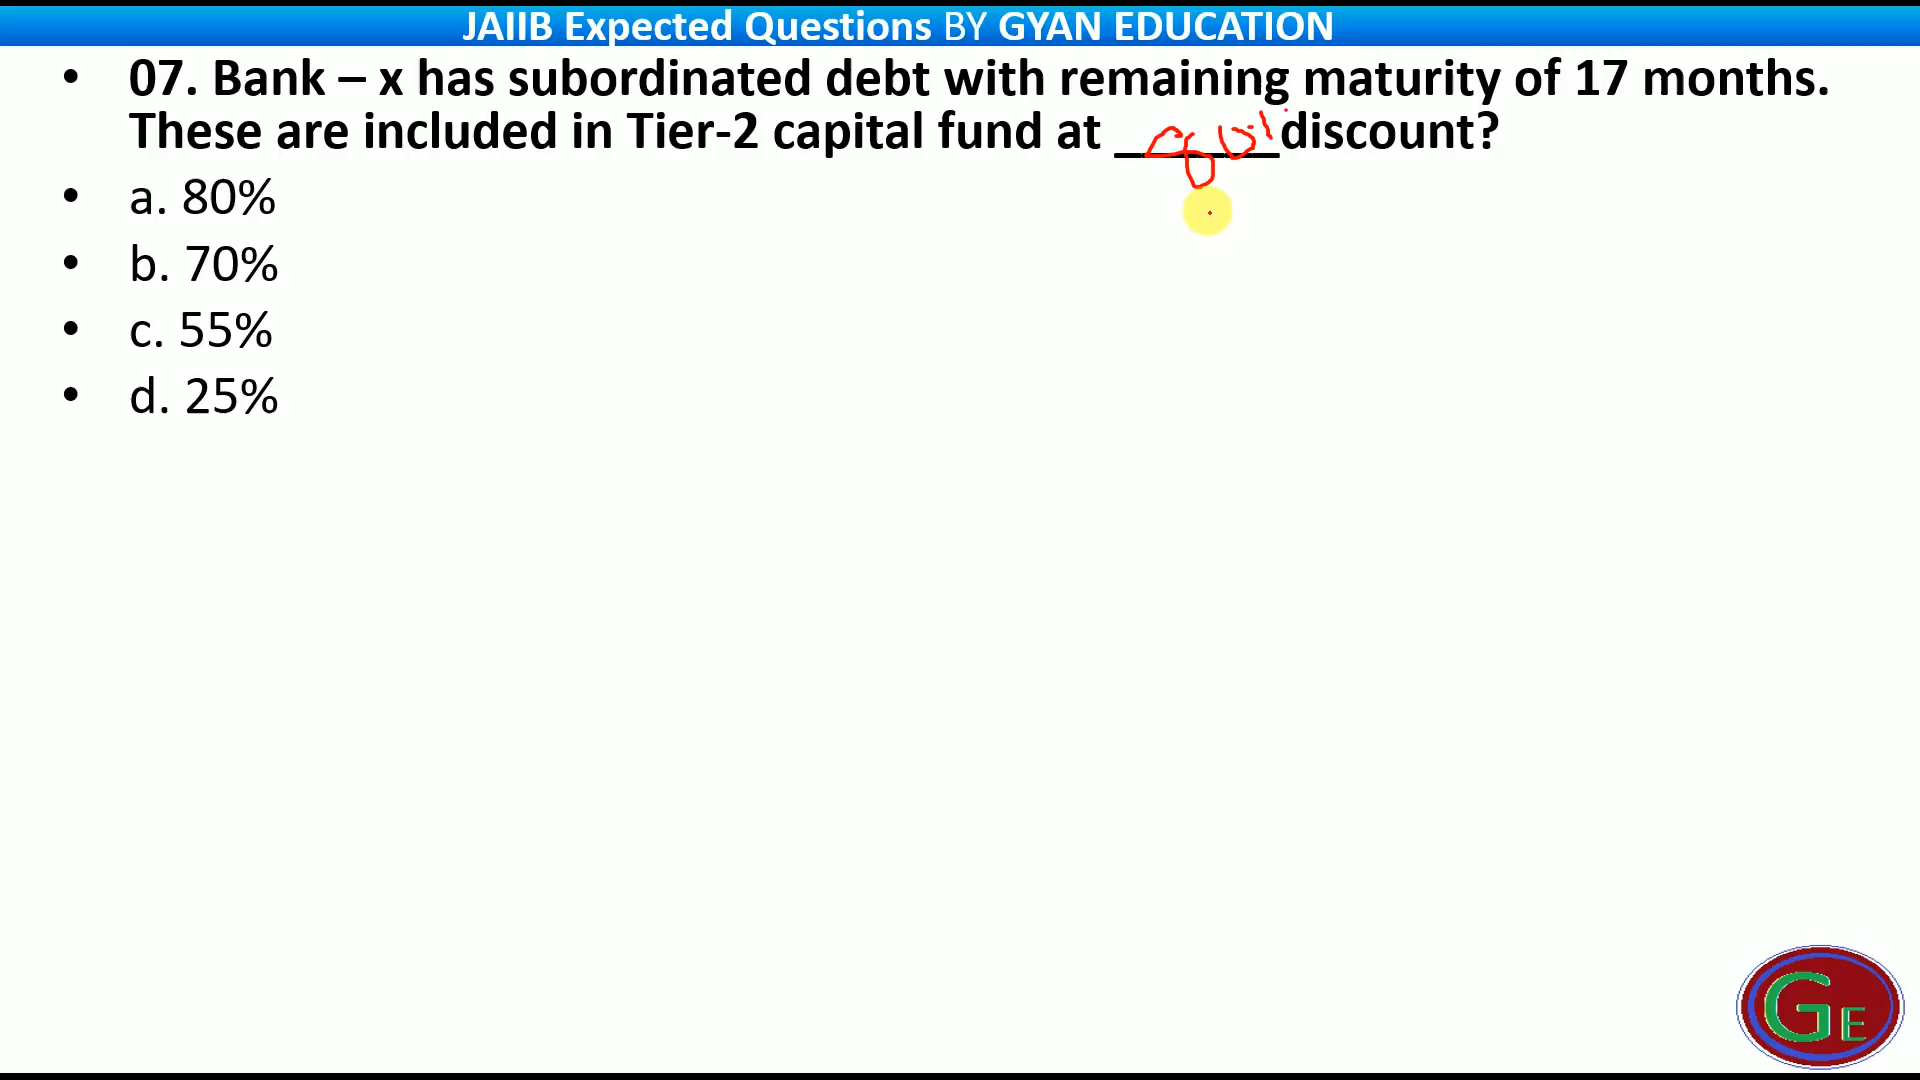 JAIIB Expected Questions BY GYAN EDUCATION
• 07. Bank – x has subordinated debt with remaining maturity of 17 months.
These are included in Tier-2 capital fund at ______discount?
• a. 80%
• b. 70%
• c. 55%
• d. 25%
GE